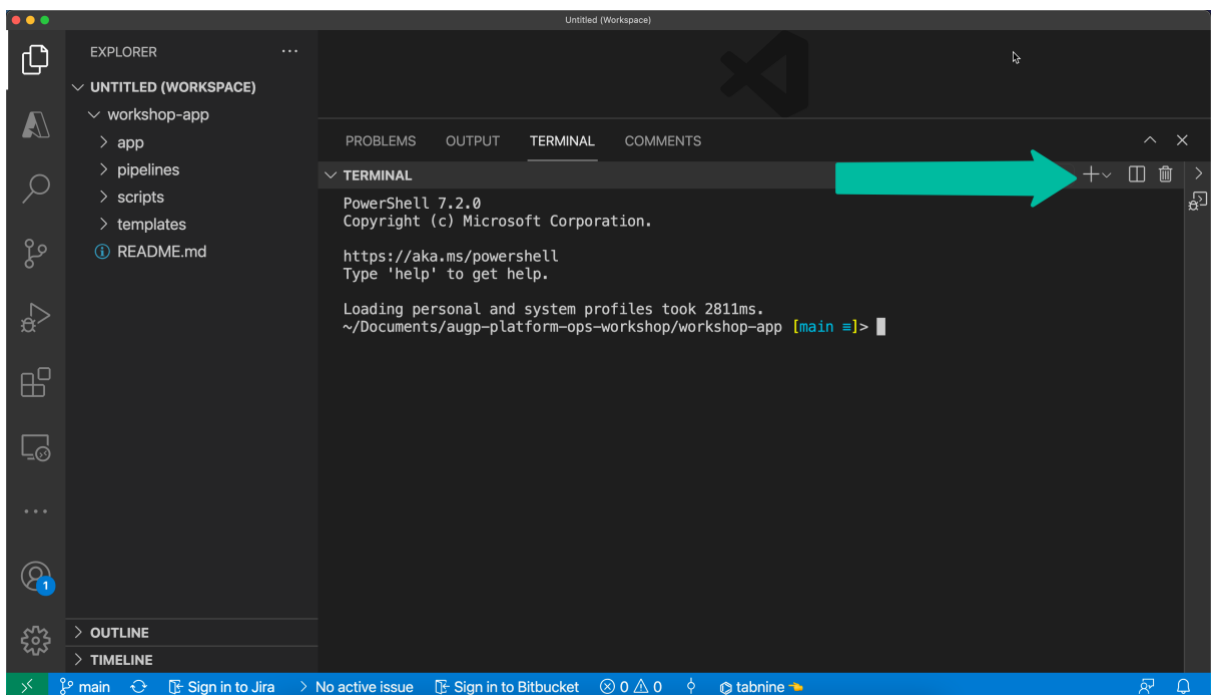 Untitled (Workspace)
EXPLORER
UNTITLED (WORKSPACE)
workshop-app
app
pipelines
scripts
templates
README.md
OUTLINE
TIMELINE
PROBLEMS OUTPUT TERMINAL COMMENTS
TERMINAL
PowerShell 7.2.0
Copyright (c) Microsoft Corporation.
https://aka.ms/powershell
Type 'help' to get help.
Loading personal and system profiles took 2811ms.
~/Documents/augp-platform-ops-workshop/workshop-app [main ≡]>
1
main Sign in to Jira No active issue Sign in to Bitbucket 0 0 tabnine